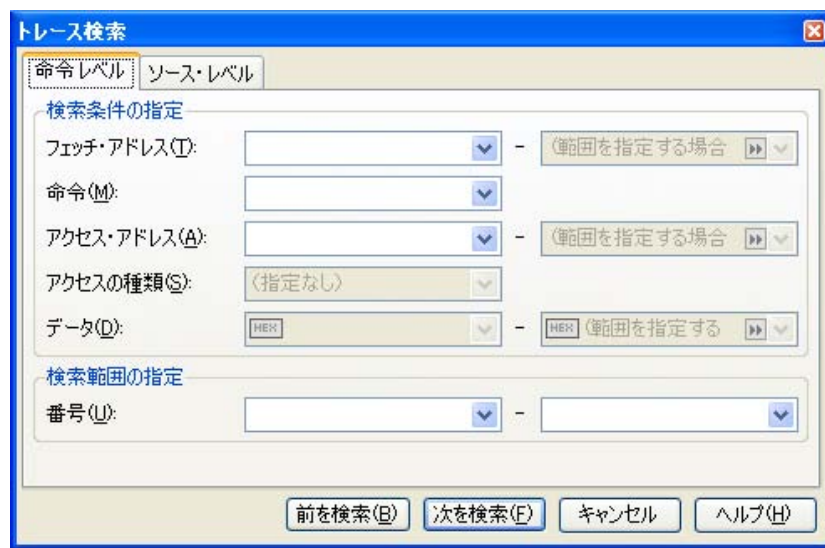 トレース検索
命令レベル ソース・レベル
検索条件の指定
フェッチ・アドレス(T): - (範囲を指定する場合
命令(M):
アクセス・アドレス(A): - (範囲を指定する場合
アクセスの種類(S): (指定なし)
データ(D): HEX - HEX (範囲を指定する
検索範囲の指定
番号(U): -
前を検索(B) 次を検索(F) キャンセル ヘルプ(H)